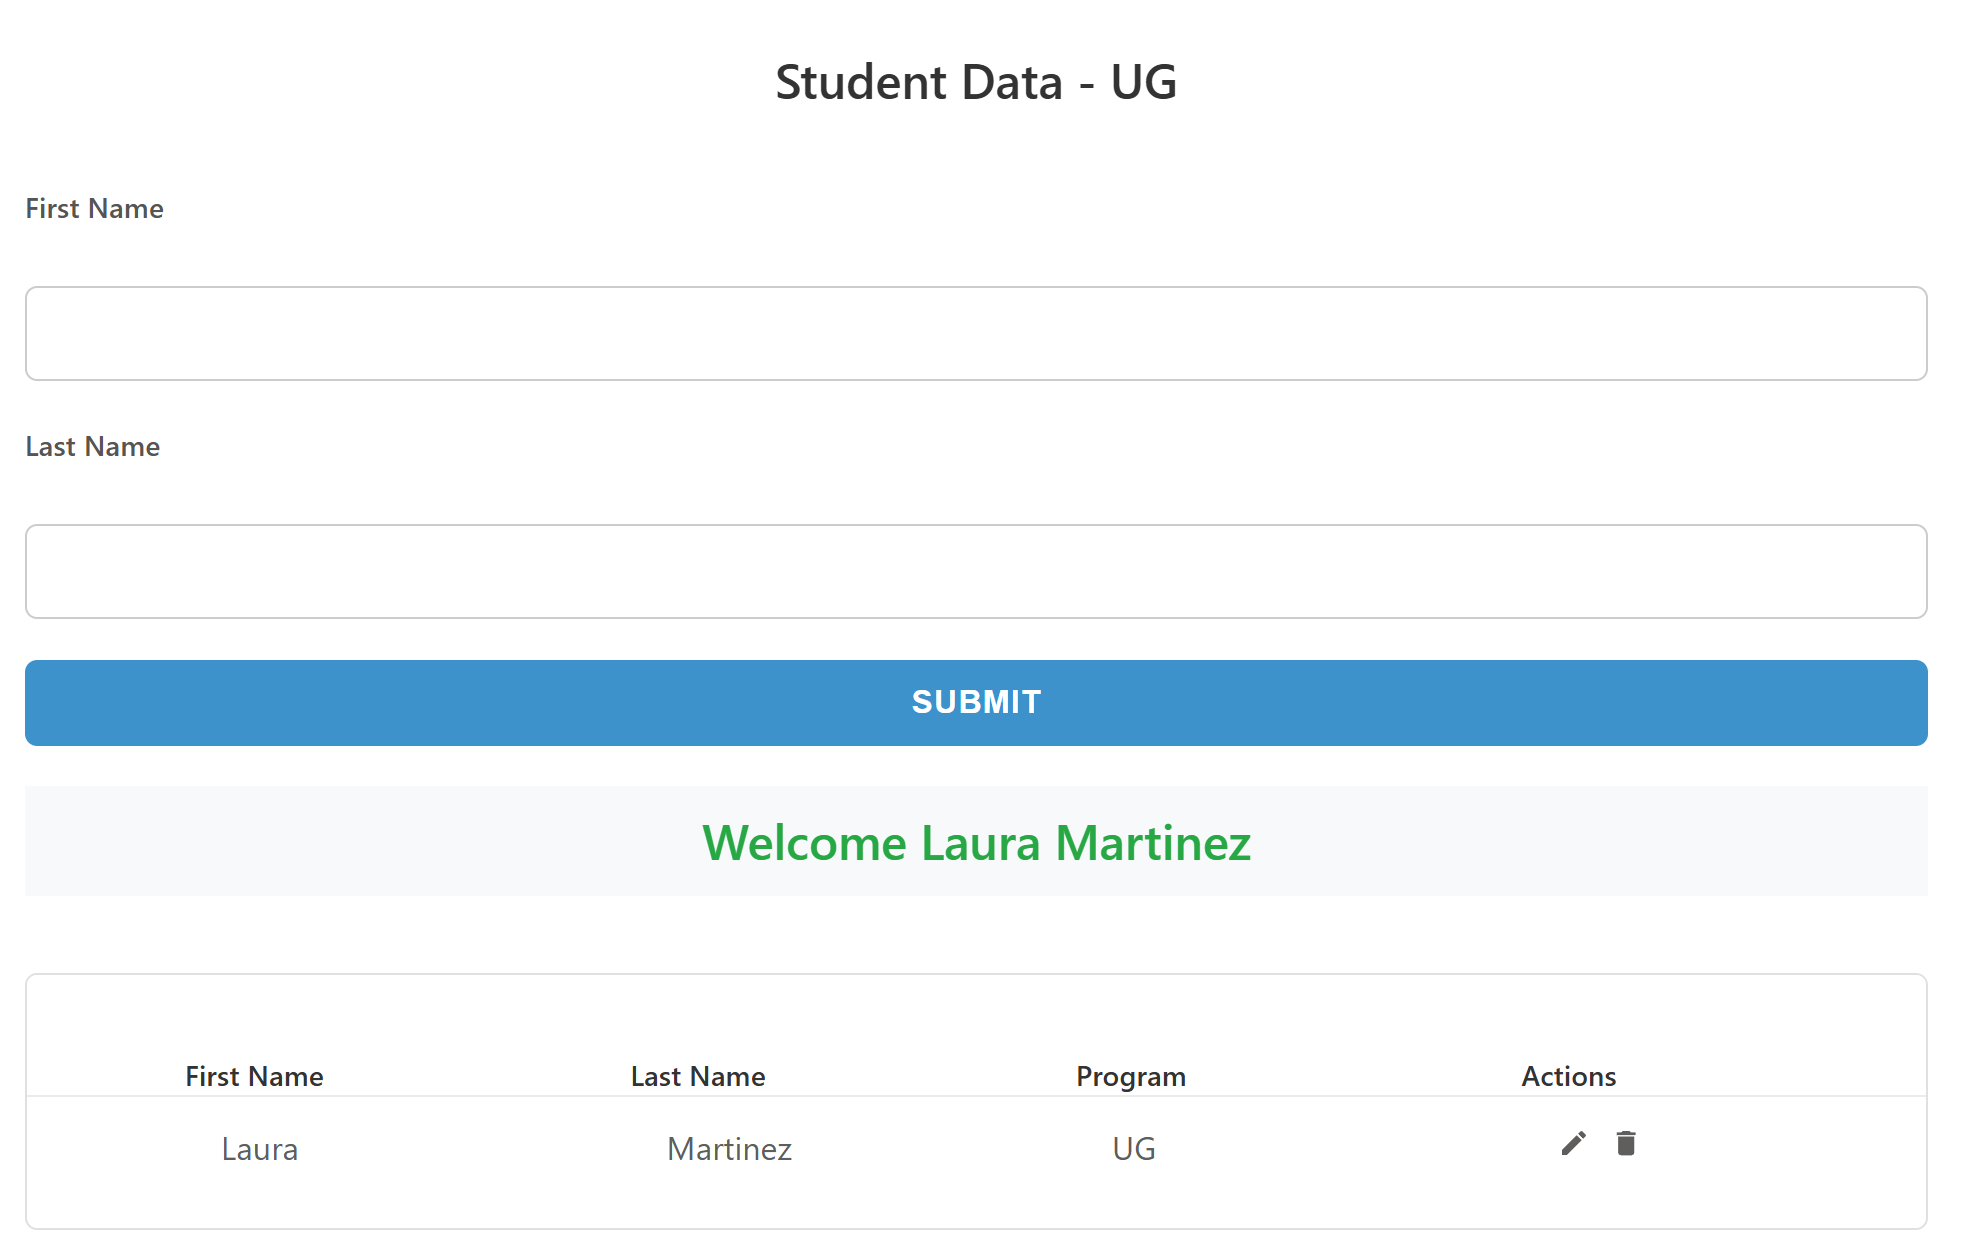 Student Data - UG
First Name
Last Name
SUBMIT
Welcome Laura Martinez
First Name Last Name Program Actions
Laura Martinez UG